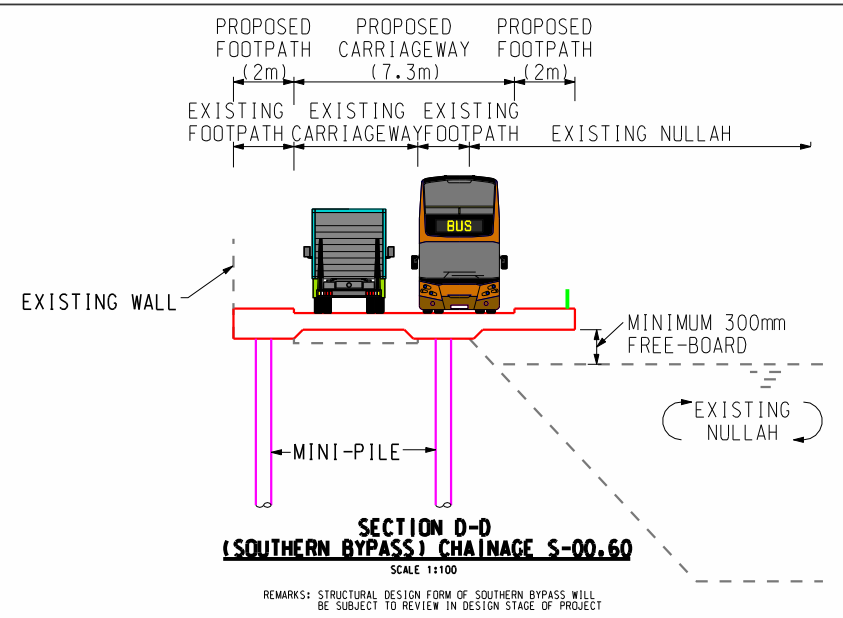 PROPOSED
FOOTPATH
(2m)
PROPOSED
CARRIAGEWAY
(7.3m)
PROPOSED
FOOTPATH
(2m)
EXISTING
FOOTPATH
EXISTING
CARRIAGEWAY
EXISTING
FOOTPATH
EXISTING NULLAH
BUS
EXISTING WALL
MINIMUM 300mm
FREE-BOARD
EXISTING
NULLAH
MINI-PILE
SECTION D-D
(SOUTHERN BYPASS) CHAINAGE S-00.60
SCALE 1:100
REMARKS: STRUCTURAL DESIGN FORM OF SOUTHERN BYPASS WILL
BE SUBJECT TO REVIEW IN DESIGN STAGE OF PROJECT